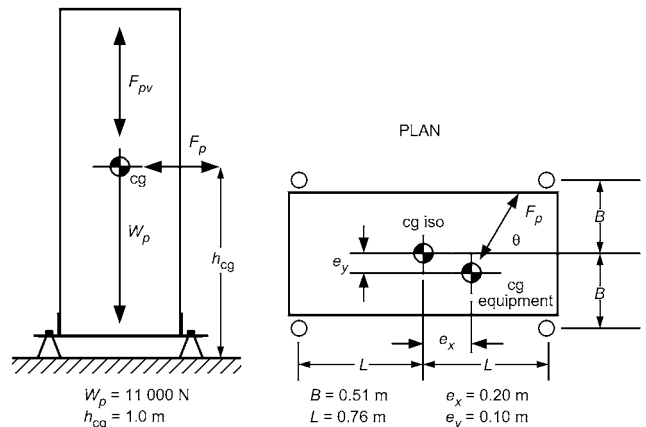 F_pv
F_p
cg
W_p
h_cg
W_p = 11 000 N
h_cg = 1.0 m
PLAN
cg iso
F_p
θ
e_y
cg
equipment
e_x
B
B
L
L
B = 0.51 m
L = 0.76 m
e_x = 0.20 m
e_y = 0.10 m